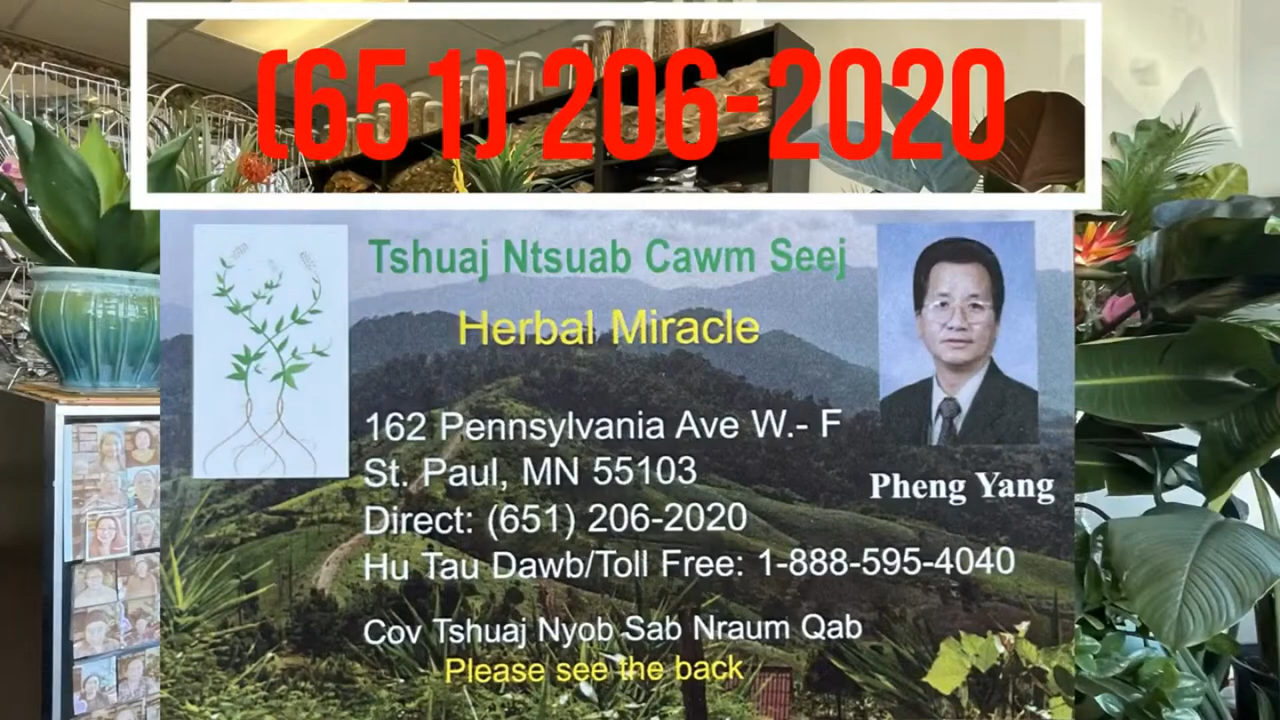 (651) 206-2020
Tshuaj Ntsuab Cawm Seej
Herbal Miracle
162 Pennsylvania Ave W.- F
St. Paul, MN 55103
Direct: (651) 206-2020
Hu Tau Dawb/Toll Free: 1-888-595-4040
Pheng Yang
Cov Tshuaj Nyob Sab Nraum Qab
Please see the back